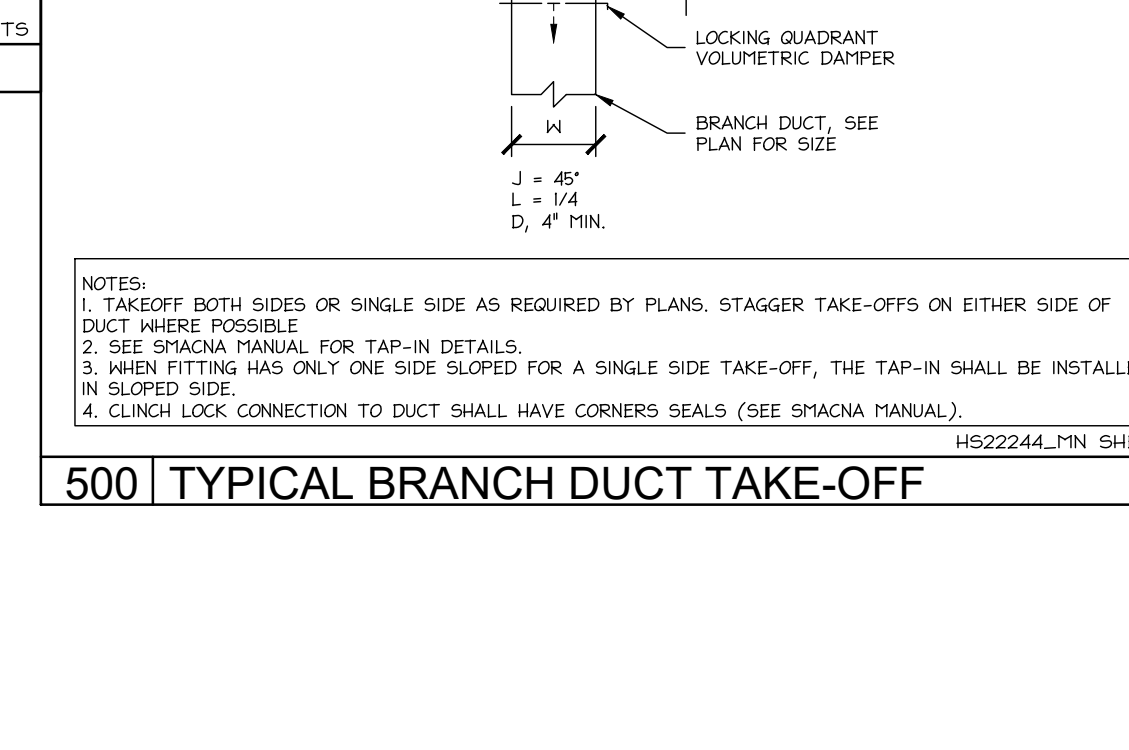 TS
LOCKING QUADRANT
VOLUMETRIC DAMPER
BRANCH DUCT, SEE
PLAN FOR SIZE
W
J = 45°
L = 1/4
D, 4" MIN.
NOTES:
1. TAKEOFF BOTH SIDES OR SINGLE SIDE AS REQUIRED BY PLANS. STAGGER TAKE-OFFS ON EITHER SIDE OF
DUCT WHERE POSSIBLE
2. SEE SMACNA MANUAL FOR TAP-IN DETAILS.
3. WHEN FITTING HAS ONLY ONE SIDE SLOPED FOR A SINGLE SIDE TAKE-OFF, THE TAP-IN SHALL BE INSTALLE
IN SLOPED SIDE.
4. CLINCH LOCK CONNECTION TO DUCT SHALL HAVE CORNERS SEALS (SEE SMACNA MANUAL).
HS22244_MN SHE
500 TYPICAL BRANCH DUCT TAKE-OFF